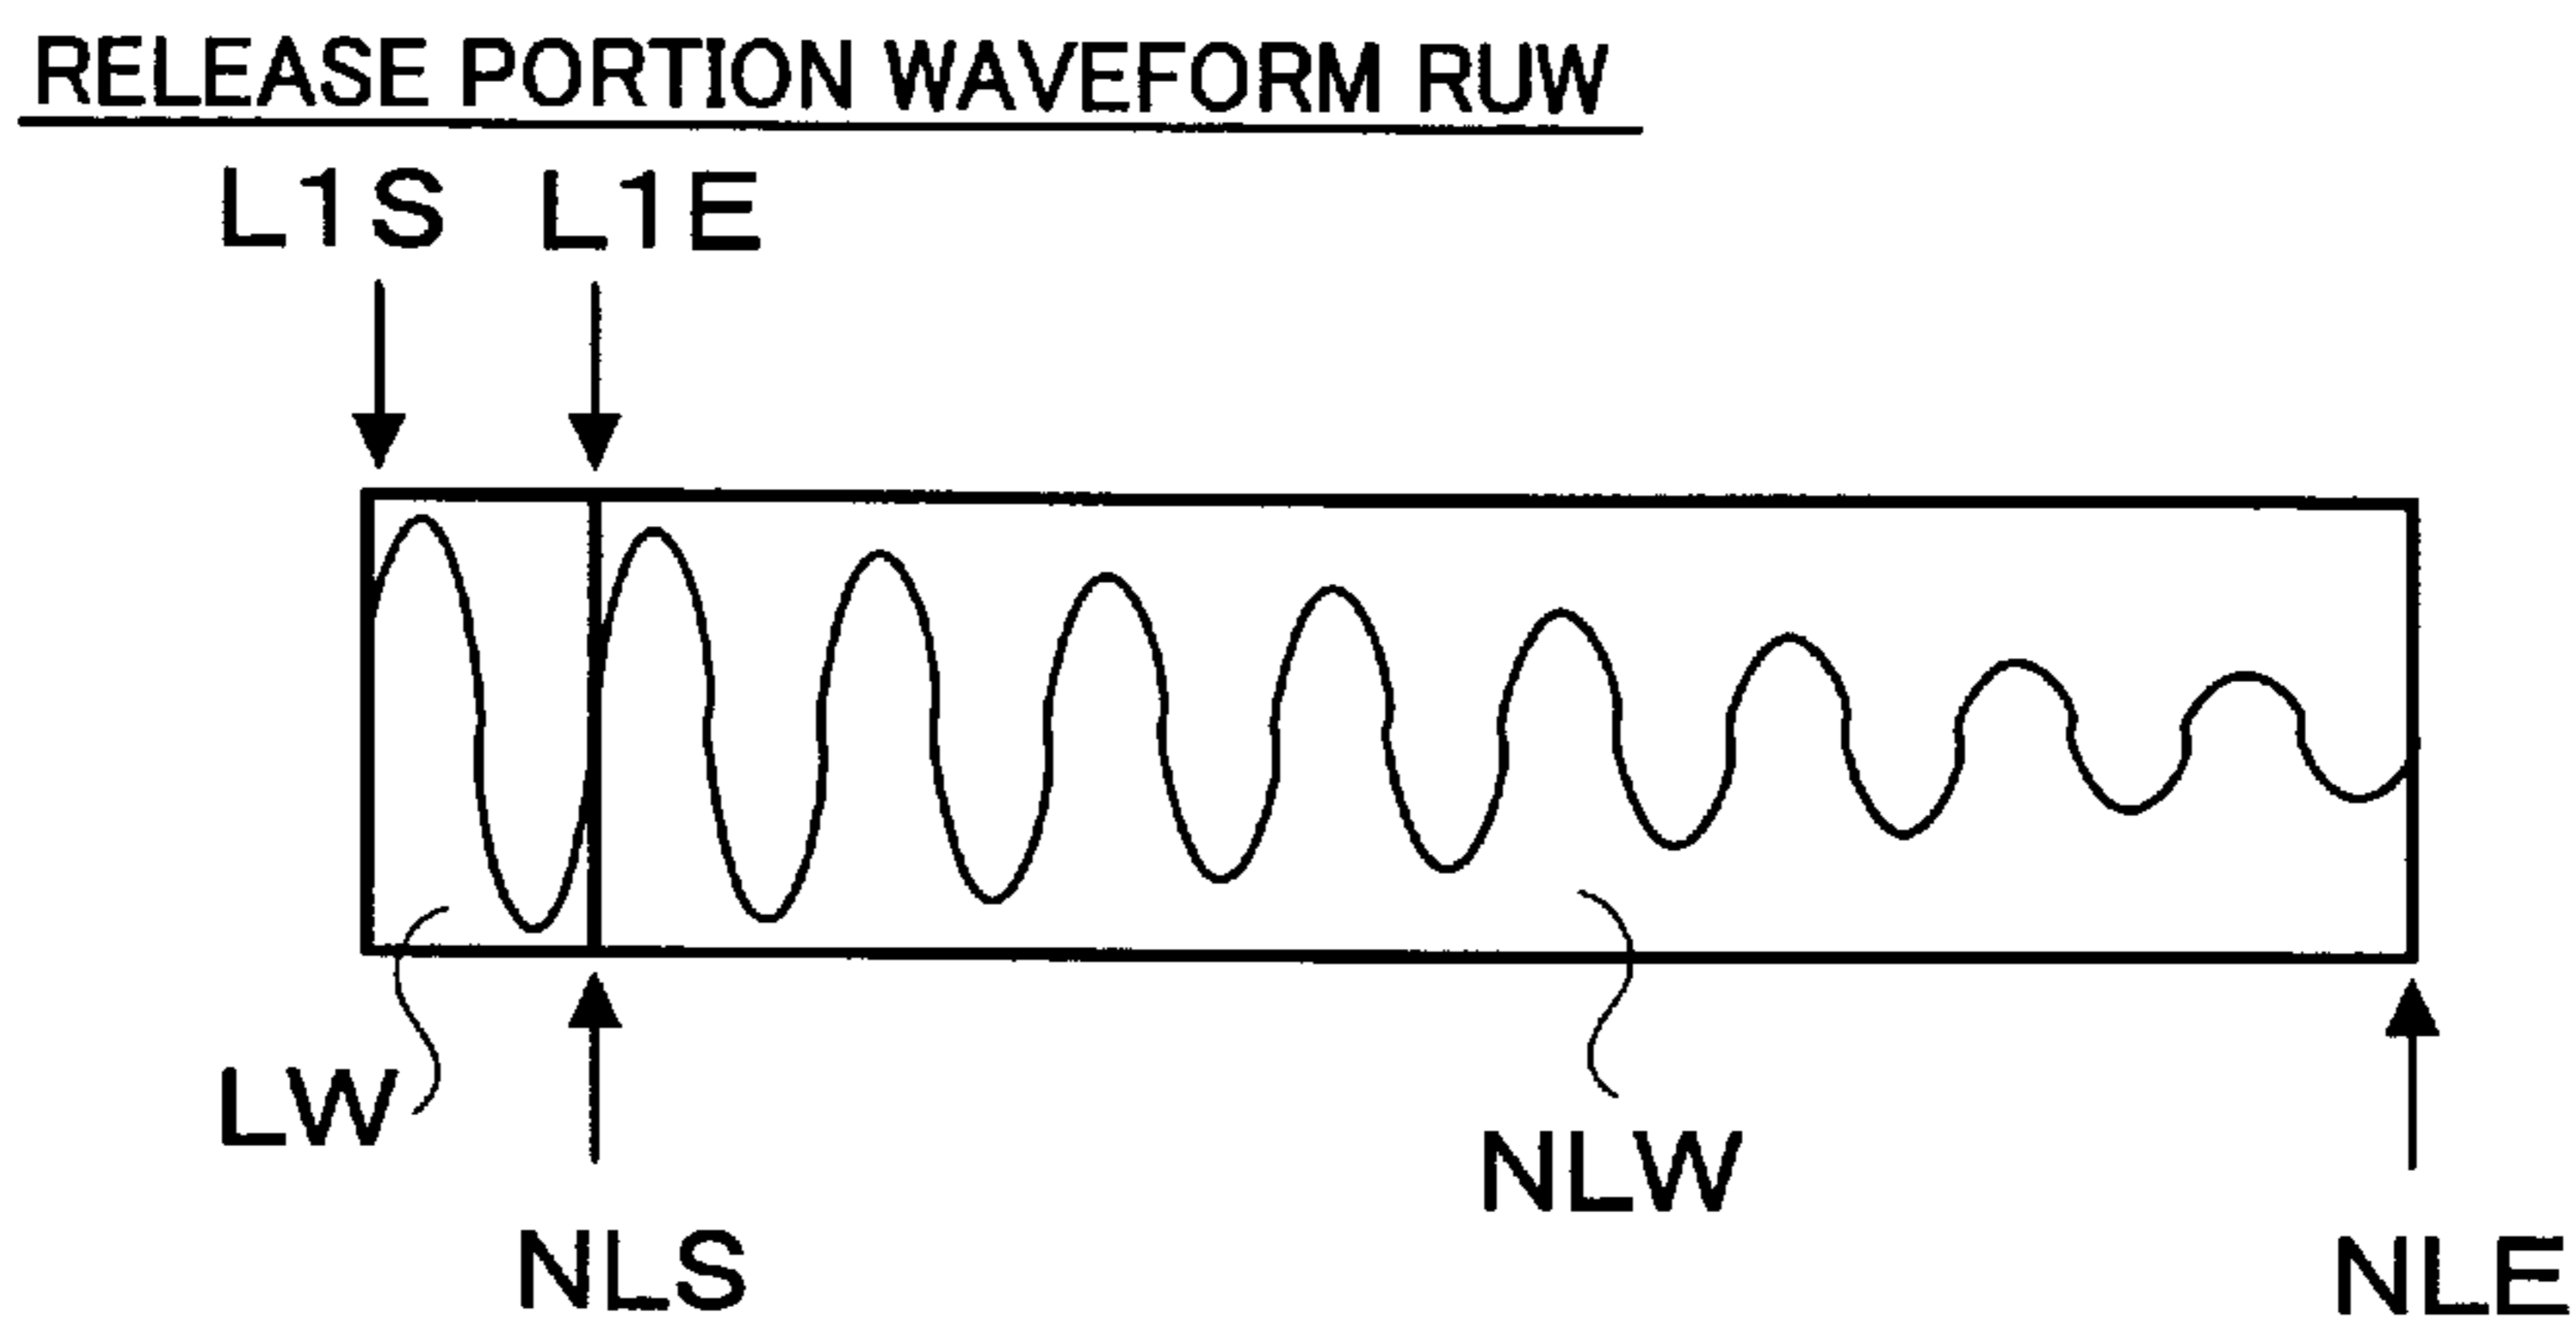 RELEASE PORTION WAVEFORM RUW
L1S L1E
LW
NLW
NLS
NLE